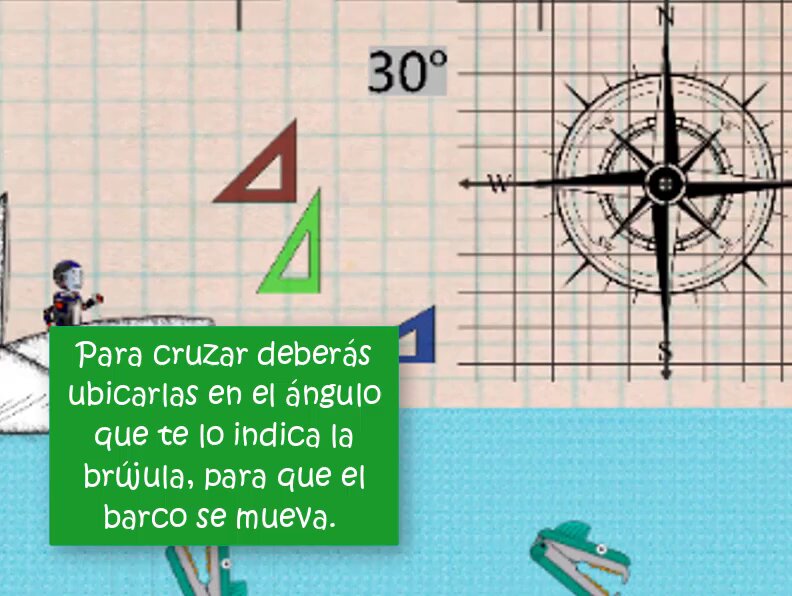 N
30°
W
S
Para cruzar deberás
ubicarlas en el ángulo
que te lo indica la
brújula, para que el
barco se mueva.